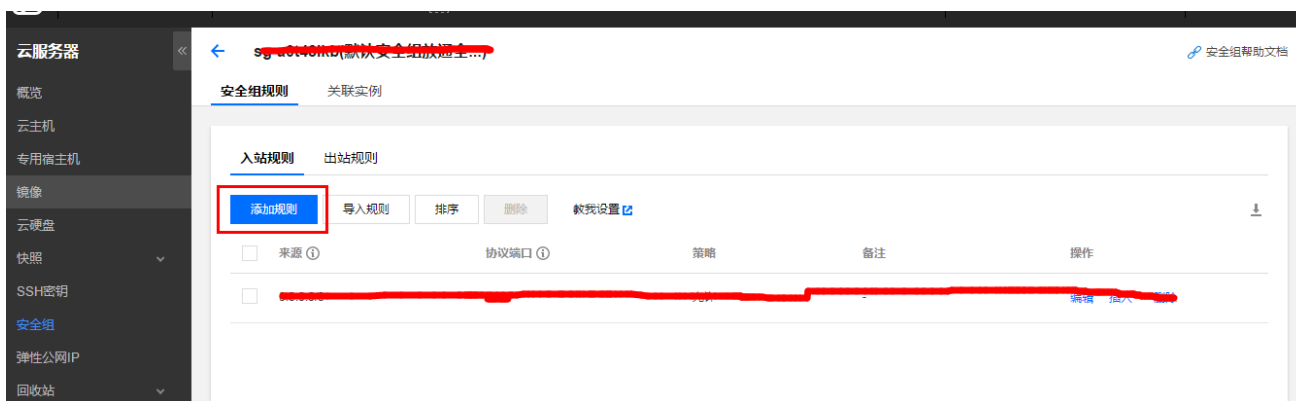 云服务器
«
安全组帮助文档
概览
安全组规则 关联实例
云主机
专用宿主机
入站规则 出站规则
镜像
添加规则 导入规则 排序 删除 教我设置
云硬盘
快照
来源 协议端口 策略 备注 操作
SSH密钥
安全组
弹性公网IP
回收站